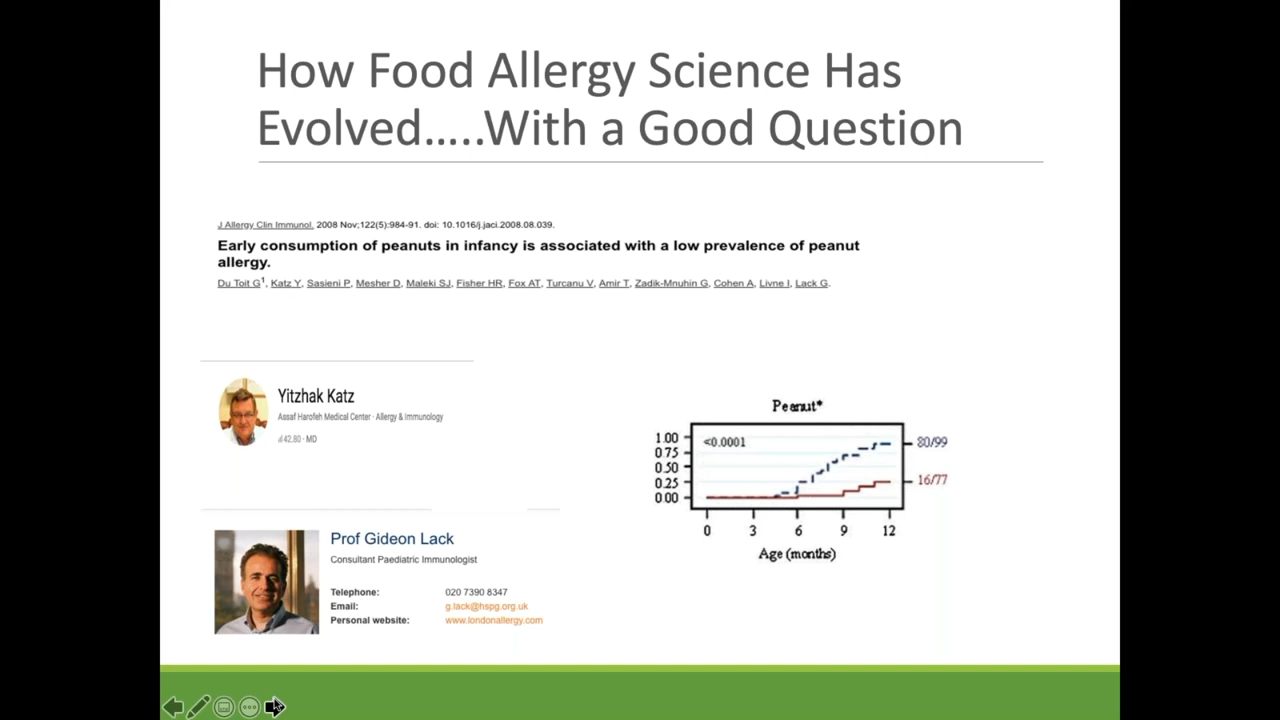 How Food Allergy Science Has
Evolved…..With a Good Question
J Allergy Clin Immunol. 2008 Nov;122(5):984-91. doi: 10.1016/j.jaci.2008.08.039.
Early consumption of peanuts in infancy is associated with a low prevalence of peanut
allergy.
Du Toit G1, Katz Y, Sasieni P, Mesher D, Maleki SJ, Fisher HR, Fox AT, Turcanu V, Amir T, Zadik-Mnuhin G, Cohen A, Livne I, Lack G.
Yitzhak Katz
Assaf Harofeh Medical Center · Allergy & Immunology
42.80 · MD
Prof Gideon Lack
Consultant Paediatric Immunologist
Telephone: 020 7390 8347
Email: g.lack@hspg.org.uk
Personal website: www.londonallergy.com
Peanut*
<0.0001
1.00
0.75
0.50
0.25
0.00
80/99
16/77
0 3 6 9 12
Age (months)